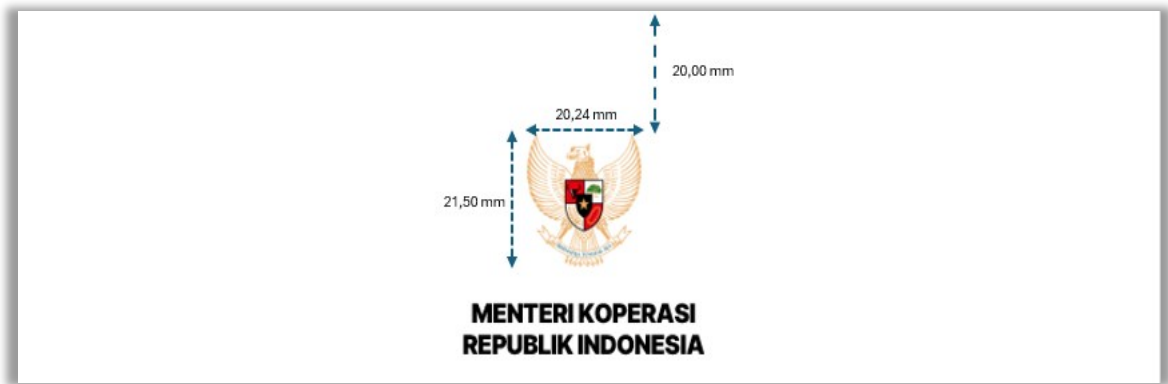 20,00 mm
20,24 mm
21,50 mm
MENTERI KOPERASI
REPUBLIK INDONESIA